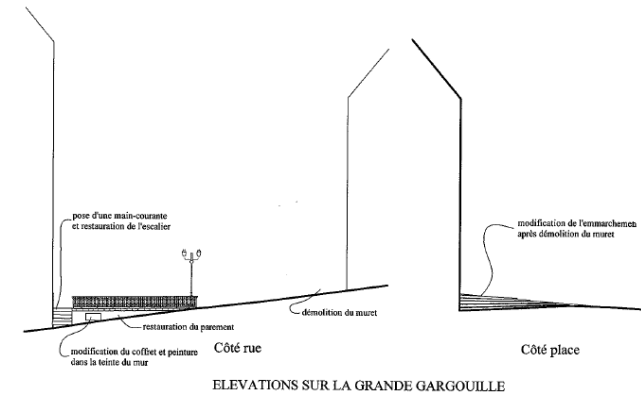 pose d'une main-courante
et restauration de l'escalier
modification de l'emmarchemen
après démolition du muret
démolition du muret
restauration du parement
modification du coffret et peinture
dans la teinte du mur
Côté rue
Côté place
ELEVATIONS SUR LA GRANDE GARGOUILLE